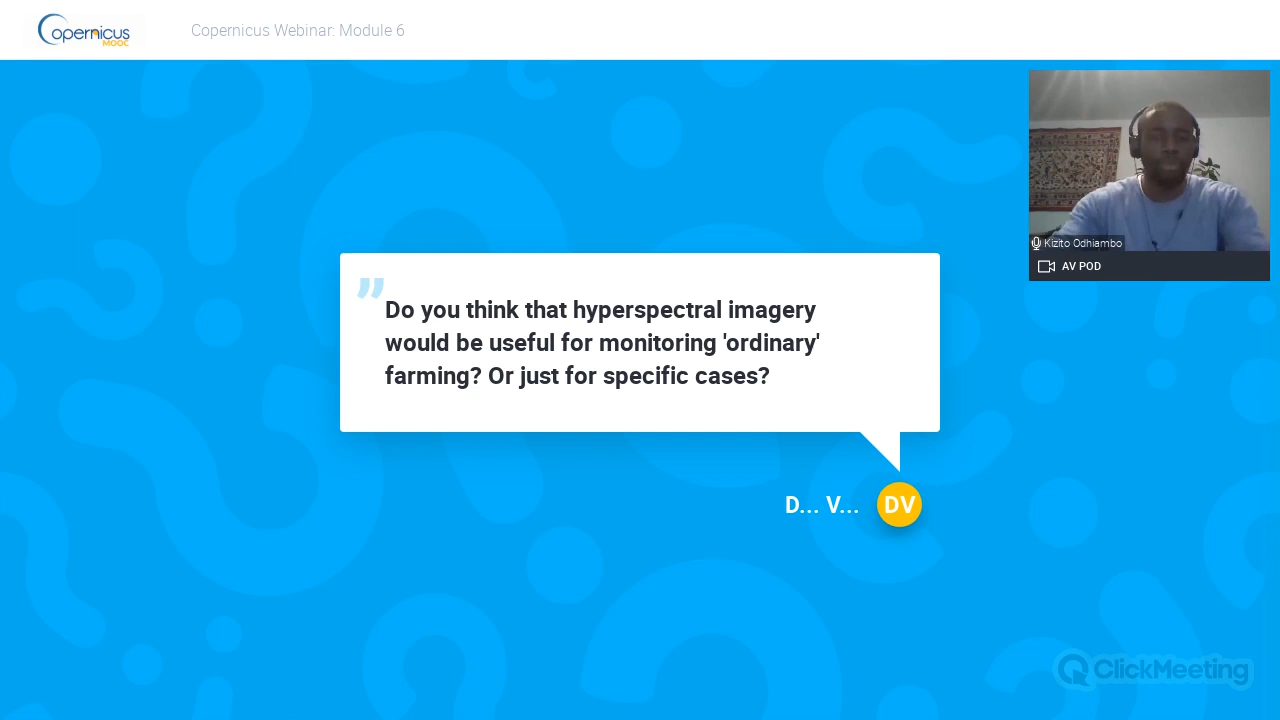 Copernicus
MOOC
Copernicus Webinar: Module 6
Kizito Odhiambo
AV POD
"
Do you think that hyperspectral imagery
would be useful for monitoring 'ordinary'
farming? Or just for specific cases?
D... V...
DV
ClickMeeting